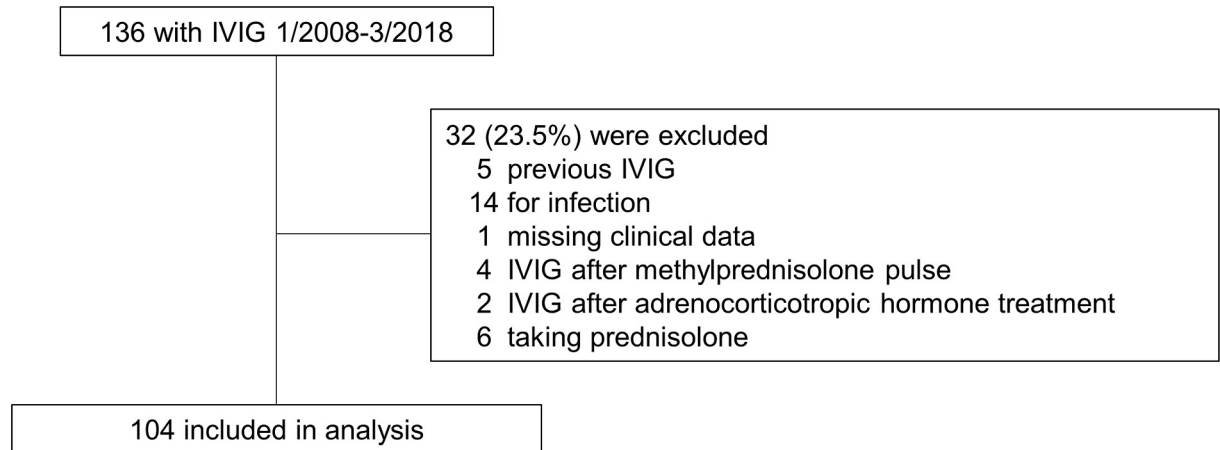 136 with IVIG 1/2008-3/2018
32 (23.5%) were excluded
5 previous IVIG
14 for infection
1 missing clinical data
4 IVIG after methylprednisolone pulse
2 IVIG after adrenocorticotropic hormone treatment
6 taking prednisolone
104 included in analysis